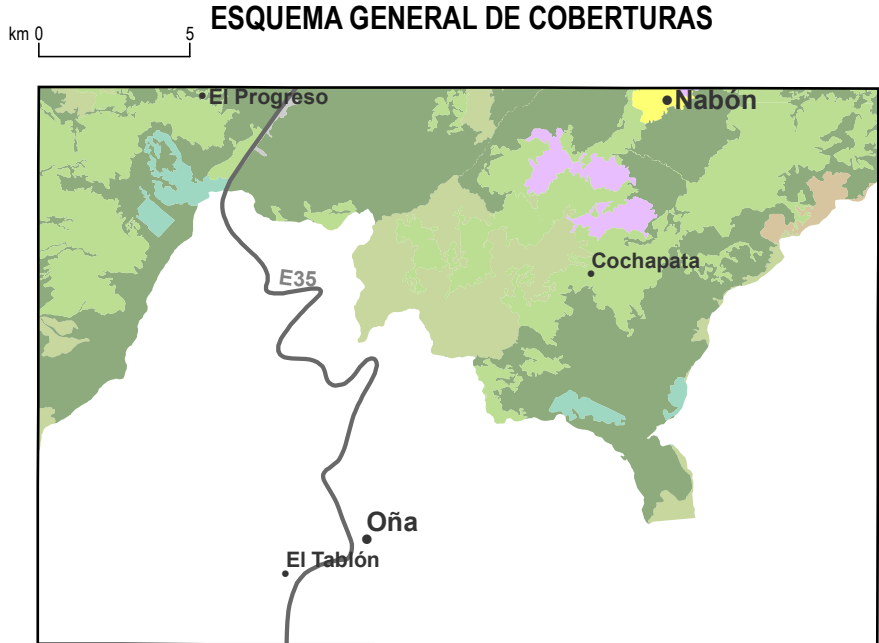 ESQUEMA GENERAL DE COBERTURAS
km 0 5
El Progreso
Nabón
Cochapata
E35
Oña
El Tablón